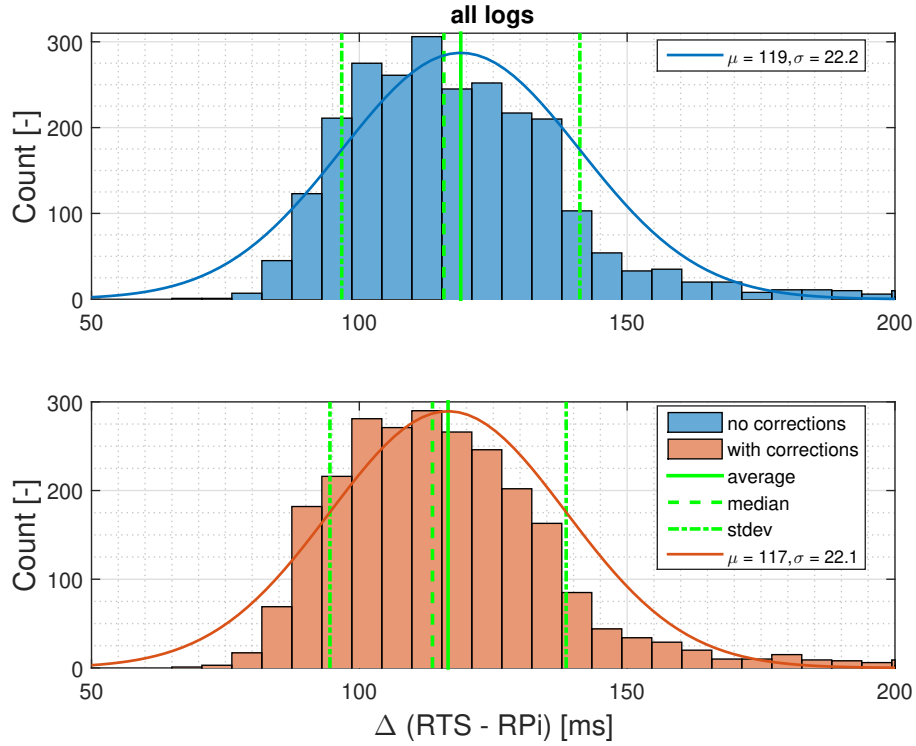 all logs
300
200
100
0
Count [-]
μ = 119, σ = 22.2
50
100
150
200
300
200
100
0
Count [-]
no corrections
with corrections
average
median
stdev
μ = 117, σ = 22.1
50
100
150
200
Δ (RTS - RPi) [ms]